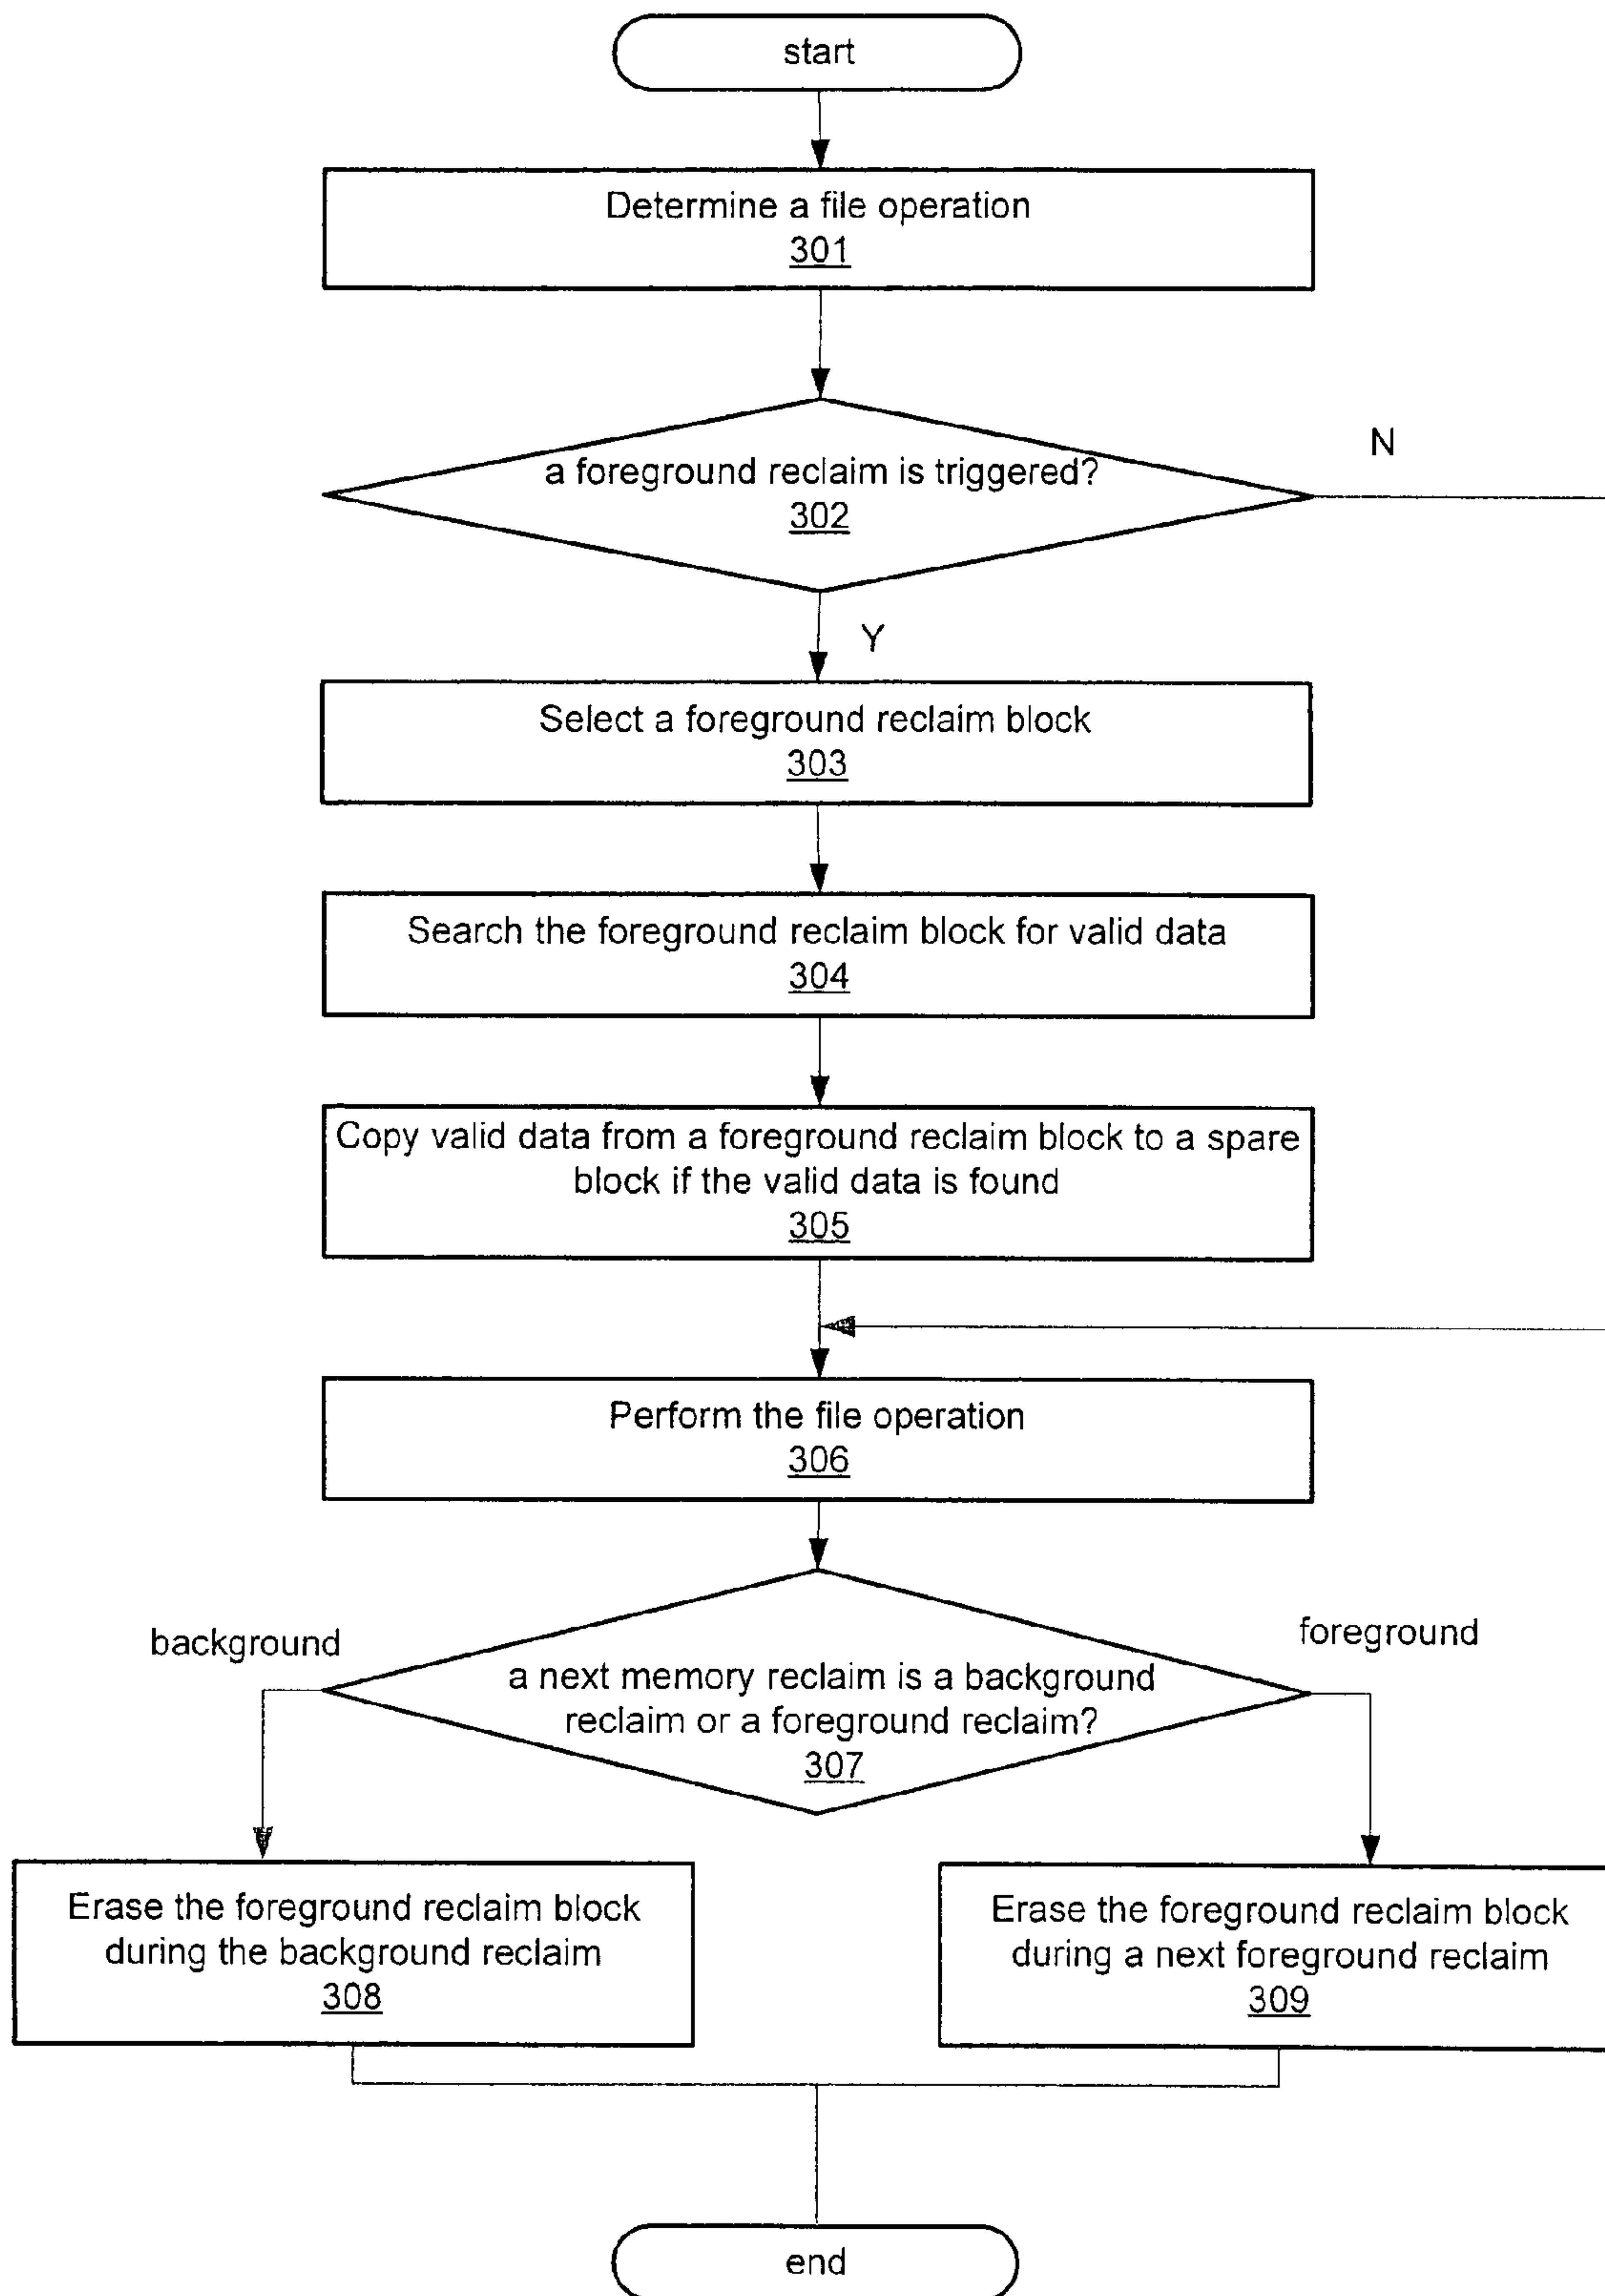 start
Determine a file operation
301
a foreground reclaim is triggered?
302
N
Y
Select a foreground reclaim block
303
Search the foreground reclaim block for valid data
304
Copy valid data from a foreground reclaim block to a spare
block if the valid data is found
305
Perform the file operation
306
background
foreground
a next memory reclaim is a background
reclaim or a foreground reclaim?
307
Erase the foreground reclaim block
during the background reclaim
308
Erase the foreground reclaim block
during a next foreground reclaim
309
end